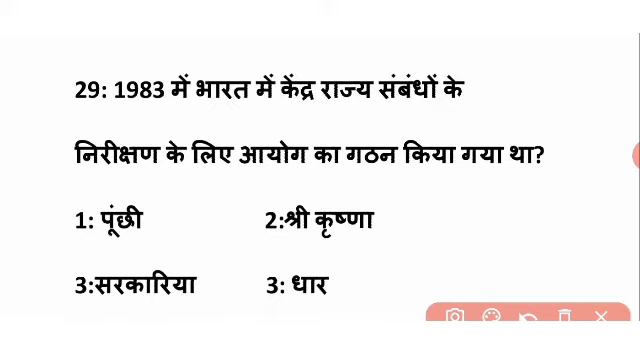 29: 1983 में भारत में केंद्र राज्य संबंधों के
निरीक्षण के लिए आयोग का गठन किया गया था?
1: पूंछी 2:श्री कृष्णा
3:सरकारिया 3: धार